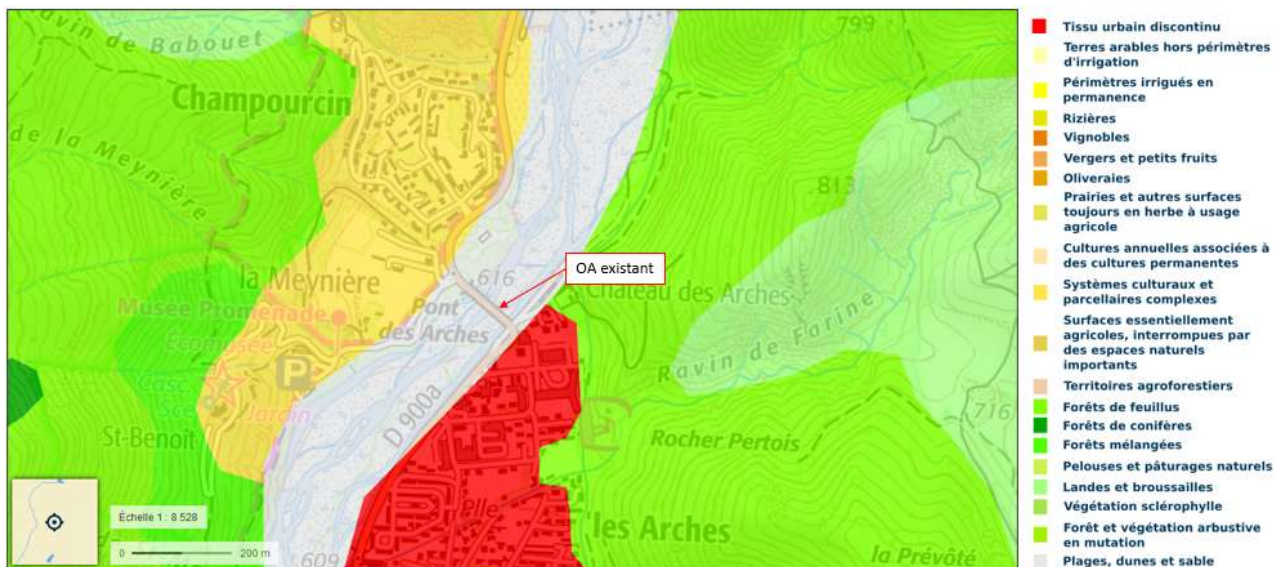 Ravin de Babouet
Champourcin
de la Meynière
799
813
la Meynière
616
OA existant
Musée Promenade
Écomusée
Pont
des Arches
Château des Arches
Ravin de Farine
P
Casc
Sce
Jardin
St-Benoît
D 900a
716
Rocher Pertois
Plle
les Arches
la Prévôté
609
Échelle 1 : 8 528
0
200 m
Tissu urbain discontinu
Terres arables hors périmètres
d'irrigation
Périmètres irrigués en
permanence
Rizières
Vignobles
Vergers et petits fruits
Oliveraies
Prairies et autres surfaces
toujours en herbe à usage
agricole
Cultures annuelles associées à
des cultures permanentes
Systèmes culturaux et
parcellaires complexes
Surfaces essentiellement
agricoles, interrompues par
des espaces naturels
importants
Territoires agroforestiers
Forêts de feuillus
Forêts de conifères
Forêts mélangées
Pelouses et pâturages naturels
Landes et broussailles
Végétation sclérophylle
Forêt et végétation arbustive
en mutation
Plages, dunes et sable